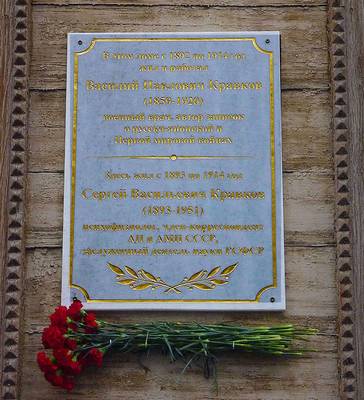 В этом доме с 1892 по 1914 год
жил и работал
Василий Павлович Кравков
(1859-1920)
военный врач, автор записок
о русско-японской и
Первой мировой войнах
Здесь жил с 1893 по 1914 год
Сергей Васильевич Кравков
(1893-1951)
психофизиолог, член-корреспондент
АН и АМН СССР,
заслуженный деятель науки РСФСР